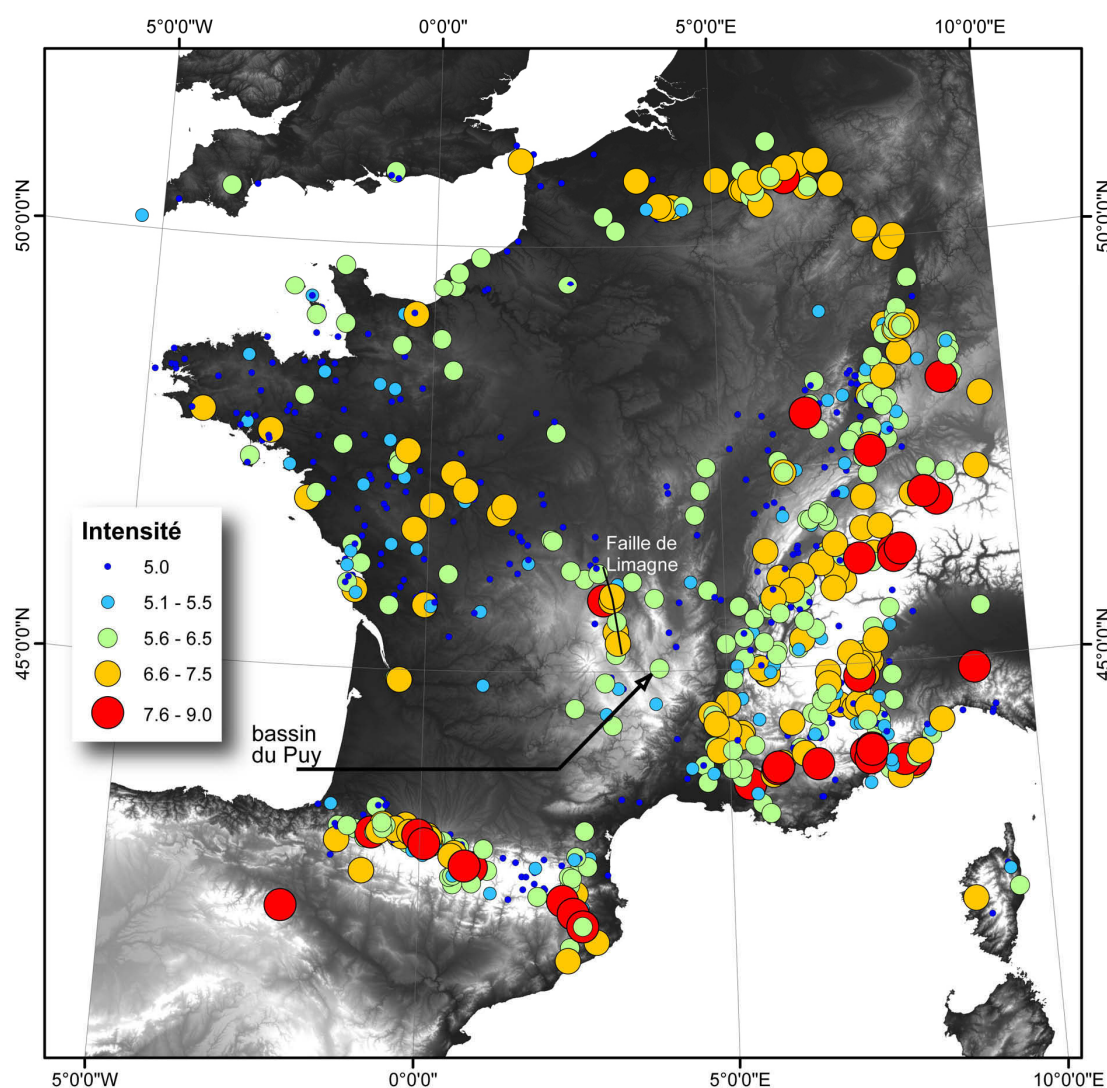 5°0'0"W
0°0'0"
5°0'0"E
10°0'0"E
50°0'0"N
50°0'0"N
Intensité
5.0
5.1 - 5.5
5.6 - 6.5
6.6 - 7.5
7.6 - 9.0
Faille de
Limagne
45°0'0"N
45°0'0"N
bassin
du Puy
5°0'0"W
0°0'0"
5°0'0"E
10°0'0"E